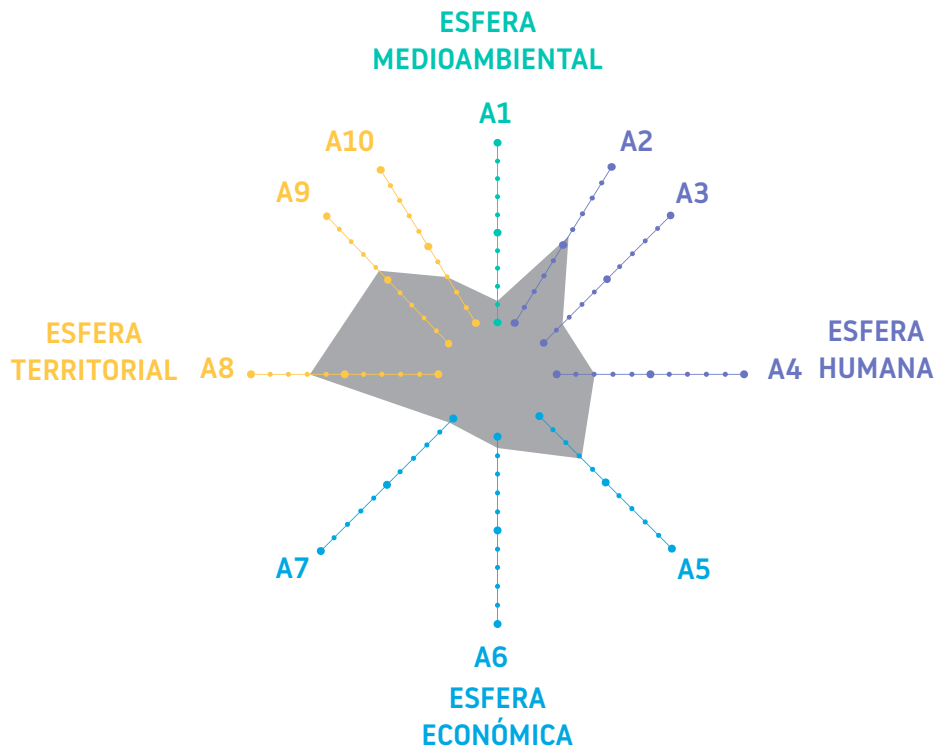 ESFERA
MEDIOAMBIENTAL
A1
A10
A2
A9
A3
ESFERA
TERRITORIAL
A8
A4
ESFERA
HUMANA
A7
A5
A6
ESFERA
ECONÓMICA